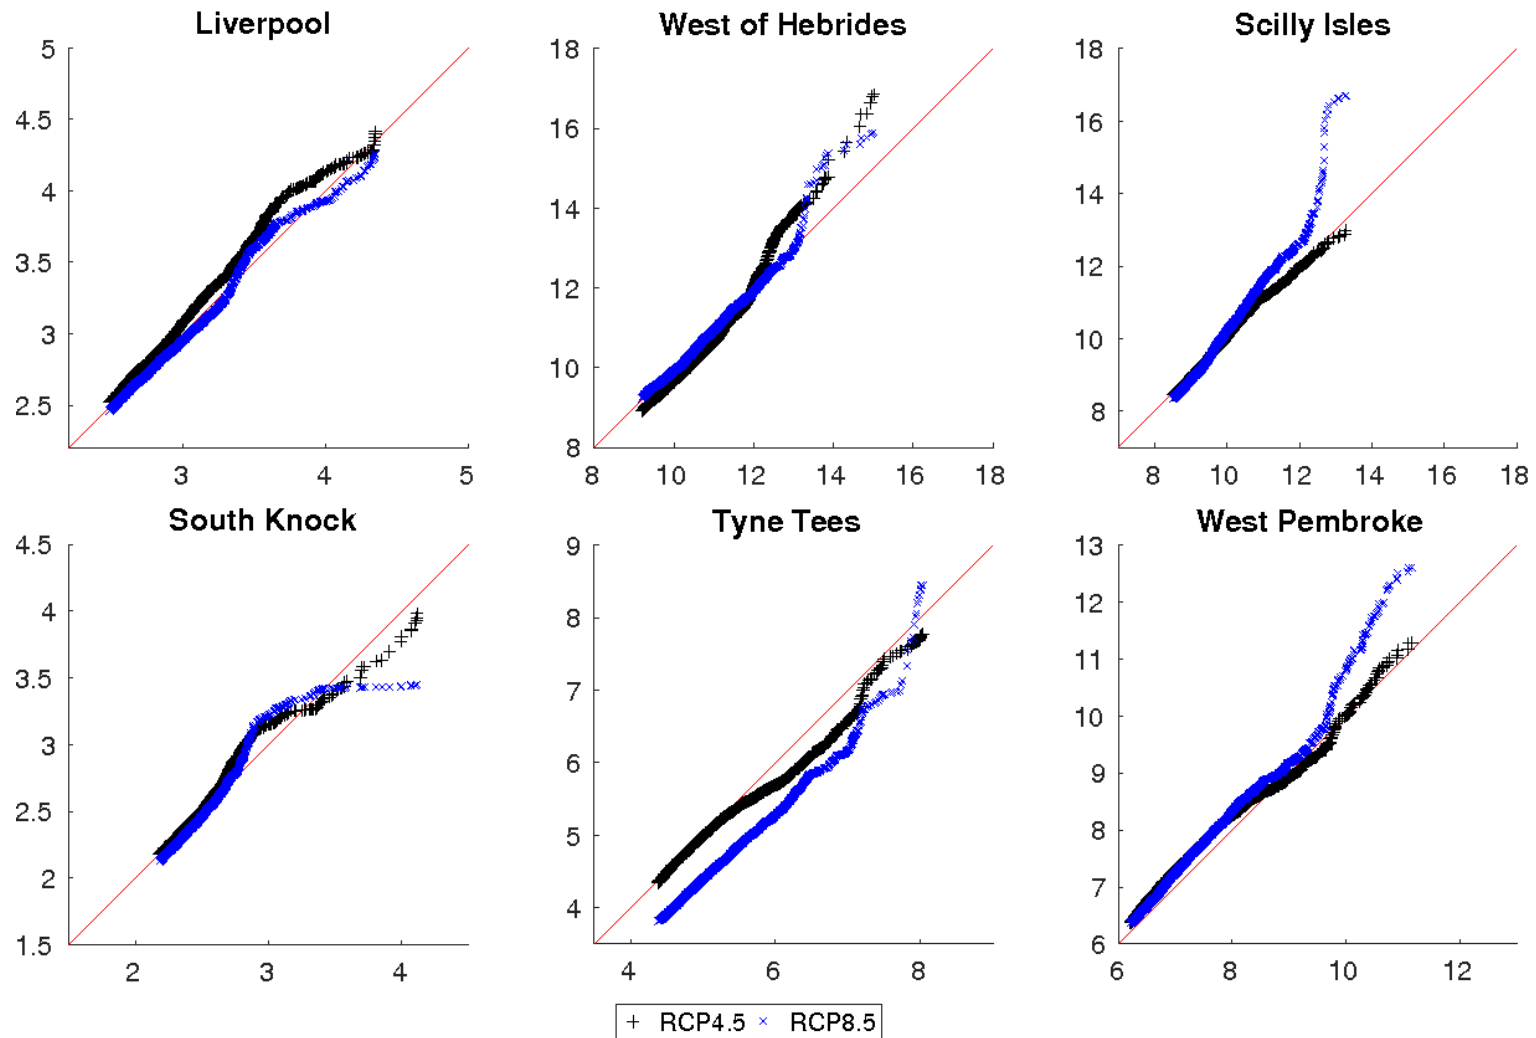 Liverpool West of Hebrides Scilly Isles
5 18 18
4.5 16 16
4 14 14
3.5 12 12
3 10 10
2.5 8 8
3 4 5 8 10 12 14 16 18 8 10 12 14 16 18
South Knock Tyne Tees West Pembroke
4.5 9 13
4 8 12
3.5 7 11
3 6 10
2.5 5 9
2 4 8
1.5 7
6
2 3 4 4 6 8 6 8 10 12
RCP4.5 RCP8.5